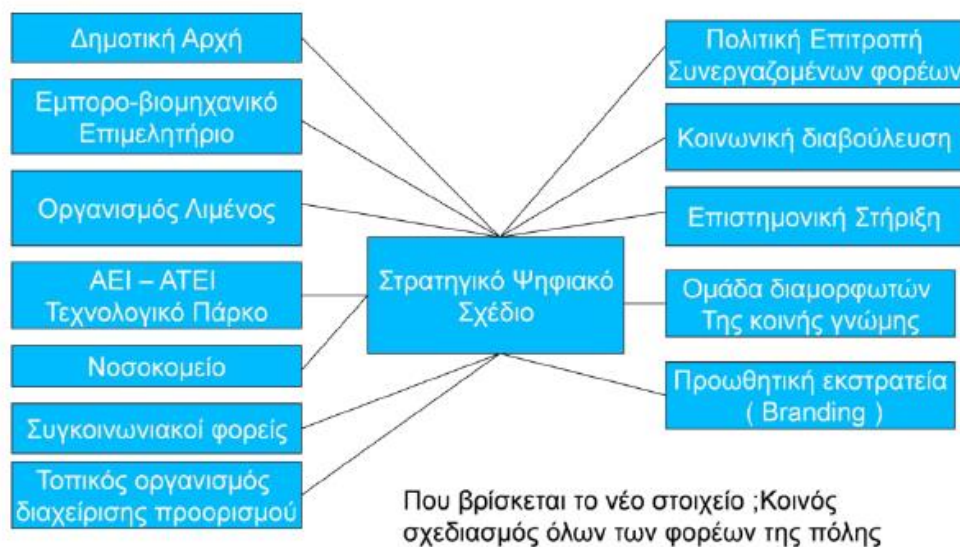 Δημοτική Αρχή
Εμπορο-βιομηχανικό
Επιμελητήριο
Οργανισμός Λιμένος
ΑΕΙ – ΑΤΕΙ
Τεχνολογικό Πάρκο
Νοσοκομείο
Συγκοινωνιακοί φορείς
Τοπικός οργανισμός
διαχείρισης προορισμού
Στρατηγικό Ψηφιακό
Σχέδιο
Πολιτική Επιτροπή
Συνεργαζομένων φορέων
Κοινωνική διαβούλευση
Επιστημονική Στήριξη
Ομάδα διαμορφωτών
Της κοινής γνώμης
Προωθητική εκστρατεία
( Branding )
Που βρίσκεται το νέο στοιχείο ;Κοινός
σχεδιασμός όλων των φορέων της πόλης